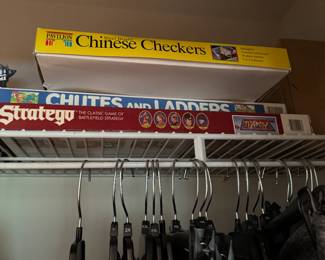 PAVILION
Chinese Checkers
CHUTES AND LADDERS
Stratego
THE CLASSIC GAME OF
BATTLEFIELD STRATEGY